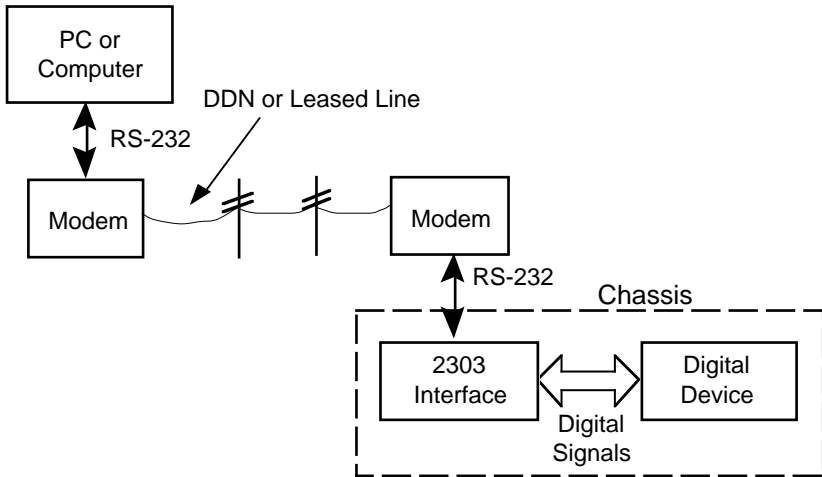 PC or
Computer
DDN or Leased Line
RS-232
Modem
Modem
RS-232
Chassis
2303
Interface
Digital
Device
Digital
Signals